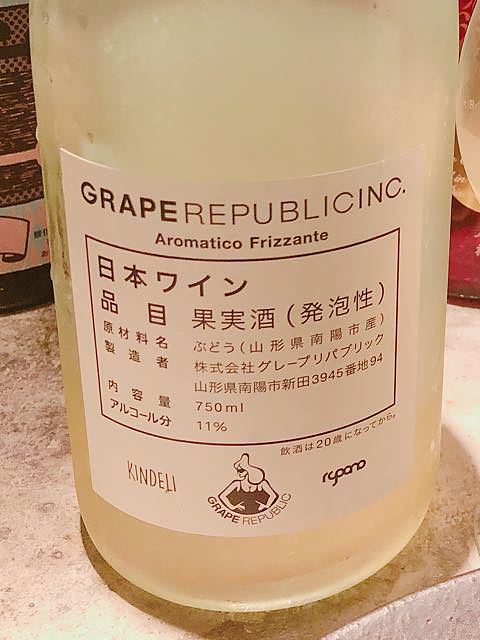 GRAPEREPUBLICINC.
Aromatico Frizzante
日本ワイン
品目 果実酒(発泡性)
原材料名 ぶどう(山形県南陽市産)
製造者 株式会社グレープリパブリック
山形県南陽市新田3945番地94
内容量 750ml
アルコール分 11%
飲酒は20歳になってから。
KINDELI
GRAPE REPUBLIC